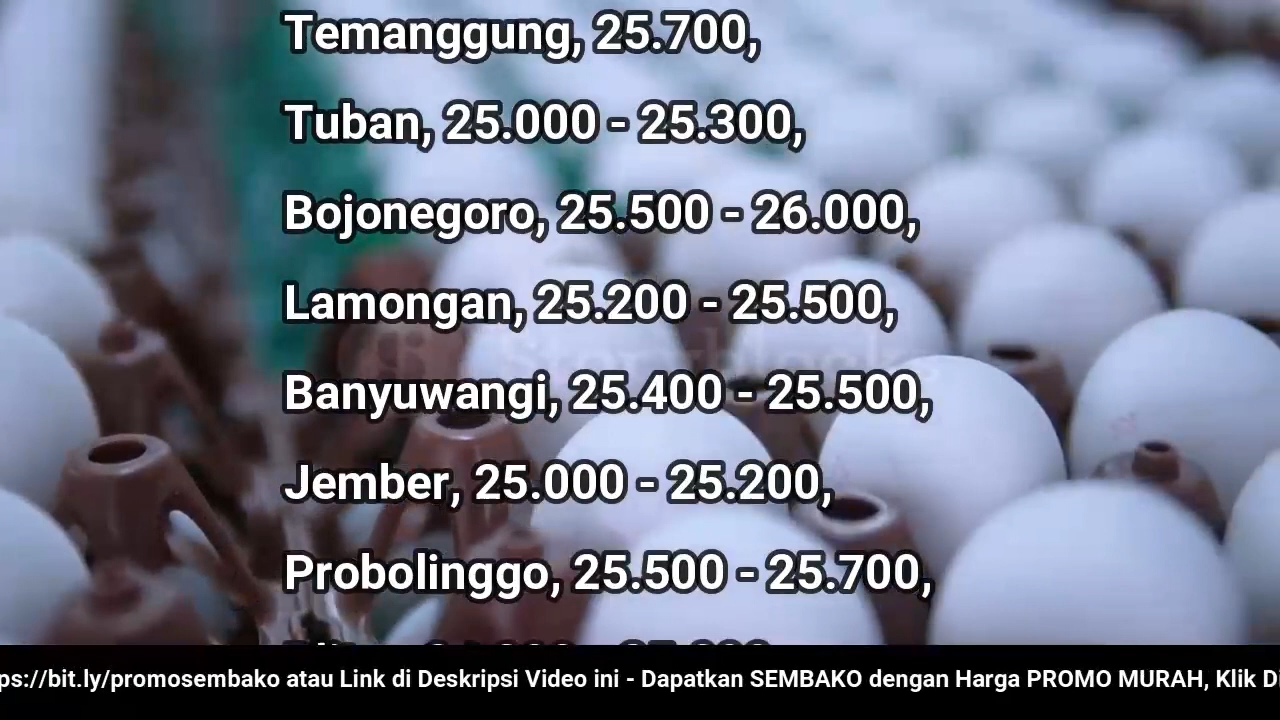 Temanggung, 25.700,
Tuban, 25.000 - 25.300,
Bojonegoro, 25.500 - 26.000,
Lamongan, 25.200 - 25.500,
Banyuwangi, 25.400 - 25.500,
Jember, 25.000 - 25.200,
Probolinggo, 25.500 - 25.700,
ps://bit.ly/promosembako atau Link di Deskripsi Video ini - Dapatkan SEMBAKO dengan Harga PROMO MURAH, Klik Di